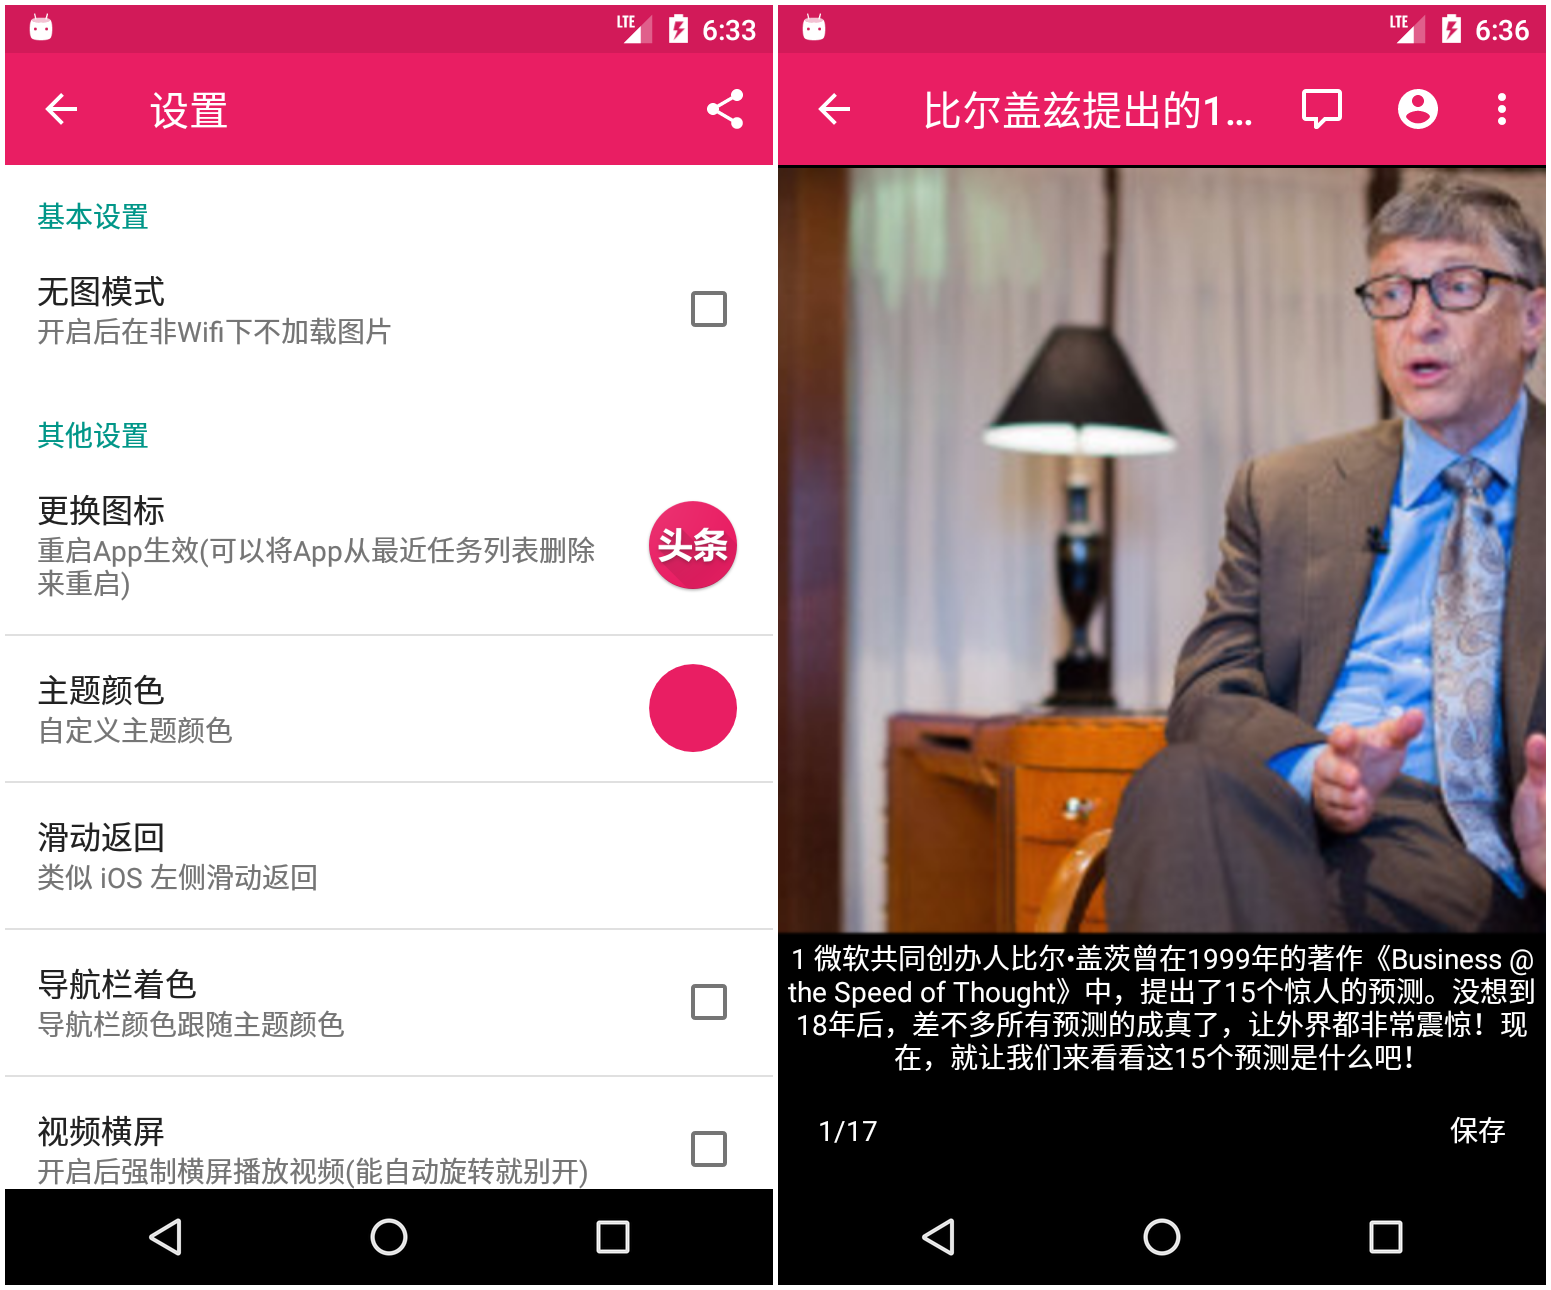 LTE 6:33
设置
基本设置
无图模式
开启后在非Wifi下不加载图片
其他设置
更换图标
重启App生效(可以将App从最近任务列表删除
来重启)
头条
主题颜色
自定义主题颜色
滑动返回
类似 iOS 左侧滑动返回
导航栏着色
导航栏颜色跟随主题颜色
视频横屏
开启后强制横屏播放视频(能自动旋转就别开)
LTE 6:36
比尔盖兹提出的1...
1 微软共同创办人比尔•盖茨曾在1999年的著作《Business @
the Speed of Thought》中，提出了15个惊人的预测。没想到
18年后，差不多所有预测的成真了，让外界都非常震惊！现
在，就让我们来看看这15个预测是什么吧！
1/17
保存